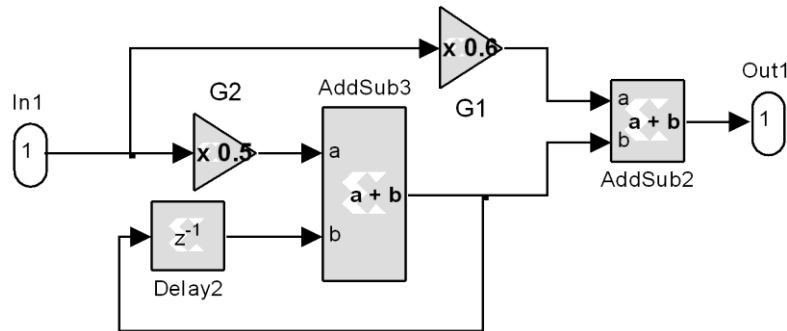 x 0.6
G1
Out1
1
In1
1
G2
x 0.5
AddSub3
a
b
a + b
a
b
a + b
AddSub2
z-1
Delay2